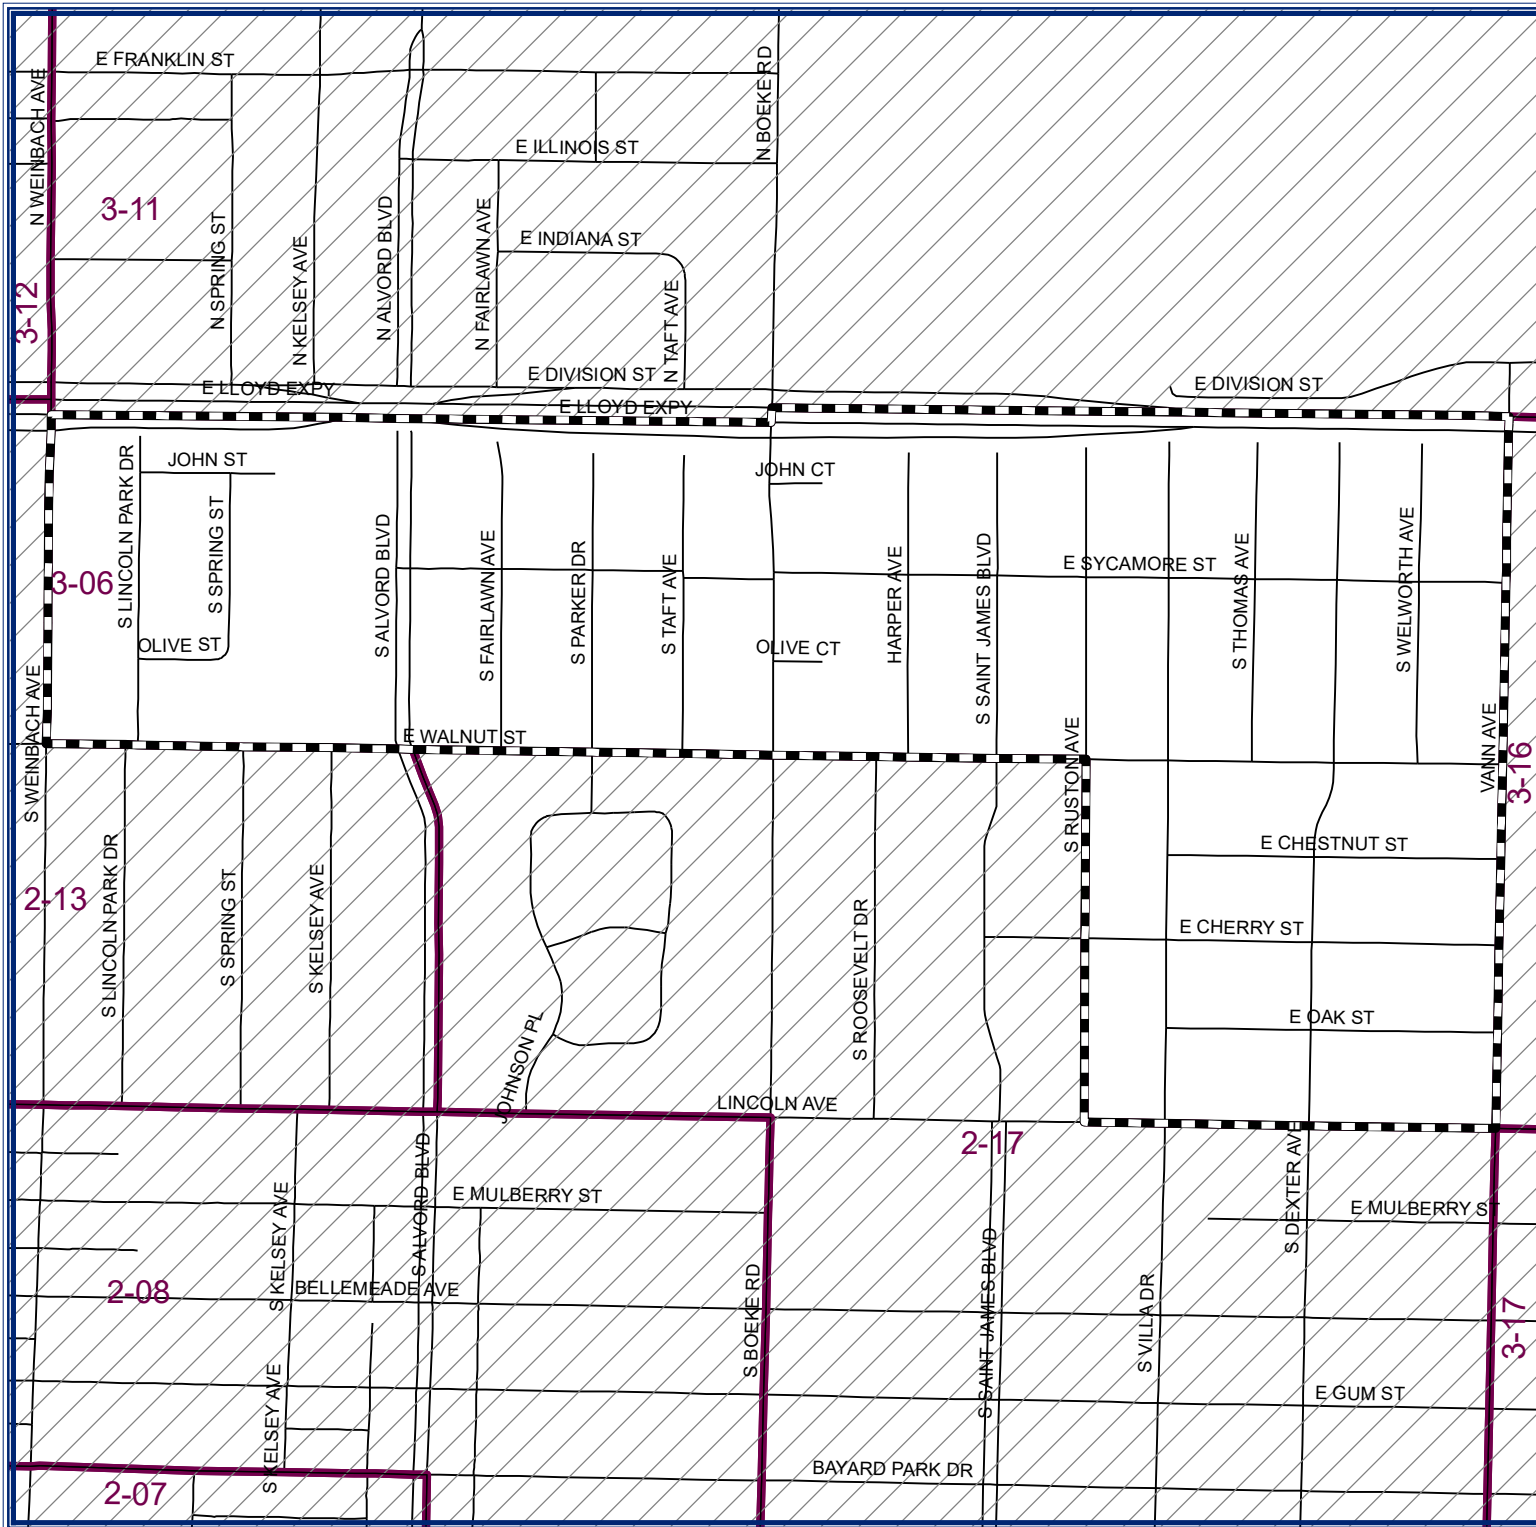 E FRANKLIN ST
N WEINBACH AVE
N BOEKE RD
E ILLINOIS ST
3-11
N SPRING ST
N KELSEY AVE
N ALVORD BLVD
N FAIRLAWN AVE
E INDIANA ST
N TAFT AVE
3-12
E DIVISION ST
E DIVISION ST
E LLOYD EXPY
E LLOYD EXPY
JOHN ST
JOHN CT
S LINCOLN PARK DR
S SPRING ST
S ALVORD BLVD
S FAIRLAWN AVE
S PARKER DR
S TAFT AVE
HARPER AVE
S SAINT JAMES BLVD
E SYCAMORE ST
S THOMAS AVE
S WELWORTH AVE
3-06
OLIVE ST
OLIVE CT
S WEINBACH AVE
E WALNUT ST
S RUSTON AVE
VANN AVE
3-16
2-13
S LINCOLN PARK DR
S SPRING ST
S KELSEY AVE
E CHESTNUT ST
E CHERRY ST
S ROOSEVELT DR
E OAK ST
JOHNSON PL
LINCOLN AVE
2-17
S ALVORD BLVD
S KELSEY AVE
E MULBERRY ST
S DEXTER AVE
E MULBERRY ST
2-08
BELLEMEADE AVE
S BOEKE RD
S SAINT JAMES BLVD
S VILLA DR
3-17
S KELSEY AVE
E GUM ST
BAYARD PARK DR
2-07